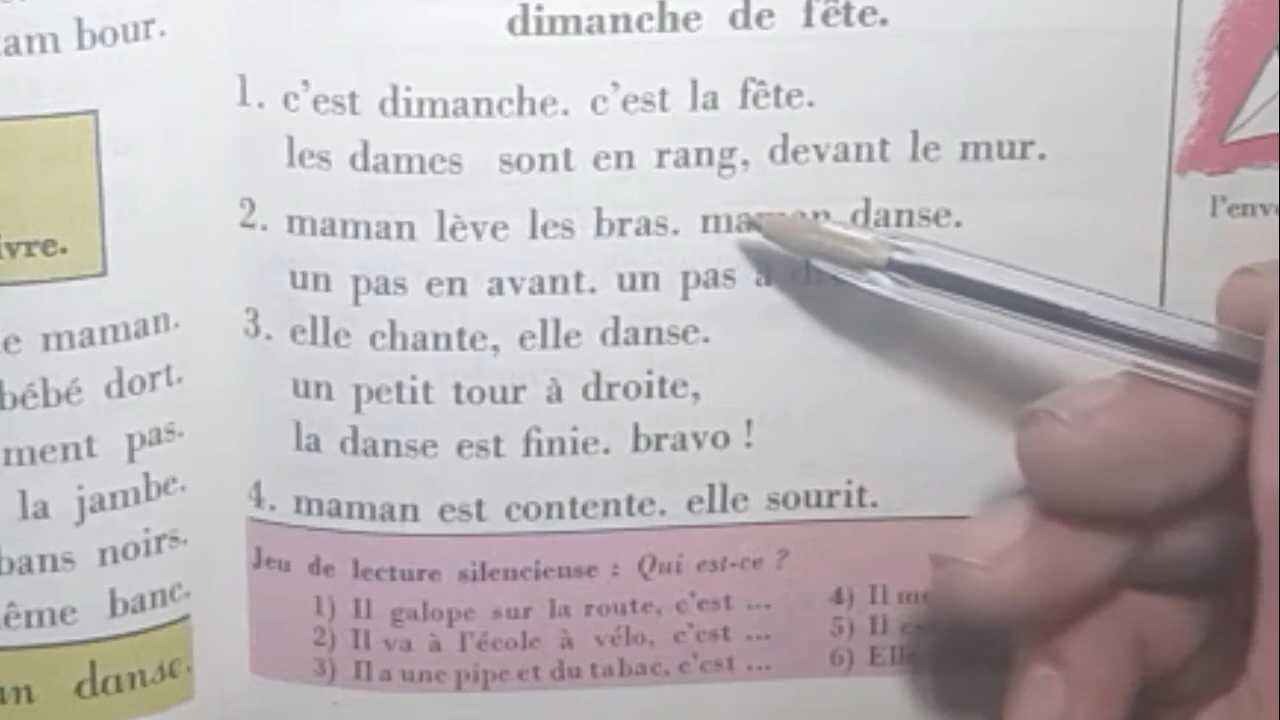 am bour.
ivre.
e maman.
bébé dort.
ment pas.
la jambe.
bans noirs.
ême banc.
danse.
dimanche de fête.
1. c'est dimanche. c'est la fête.
les dames sont en rang, devant le mur.
2. maman lève les bras. maman danse.
un pas en avant. un pas à
3. elle chante, elle danse.
un petit tour à droite,
la danse est finie. bravo !
4. maman est contente. elle sourit.
Jeu de lecture silencieuse : Qui est-ce ?
1) Il galope sur la route, c'est ...
2) Il va à l'école à vélo, c'est ...
3) Il a une pipe et du tabac, c'est ...
4) Il
5) Il
6) Elle
l'env